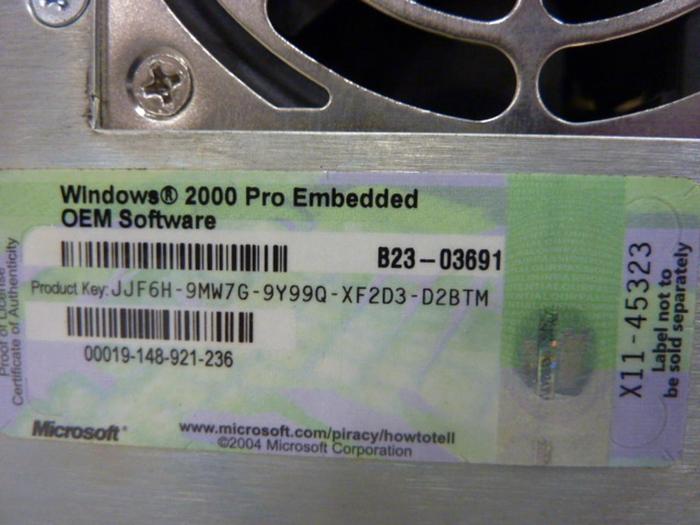 Windows® 2000 Pro Embedded
OEM Software
B23-03691
Product Key: JJF6H-9MW7G-9Y99Q-XF2D3-D2BTM
00019-148-921-236
Microsoft®
www.microsoft.com/piracy/howtotell
©2004 Microsoft Corporation
Proof of License
Certificate of Authenticity
X11-45323
Label not to
be sold separately